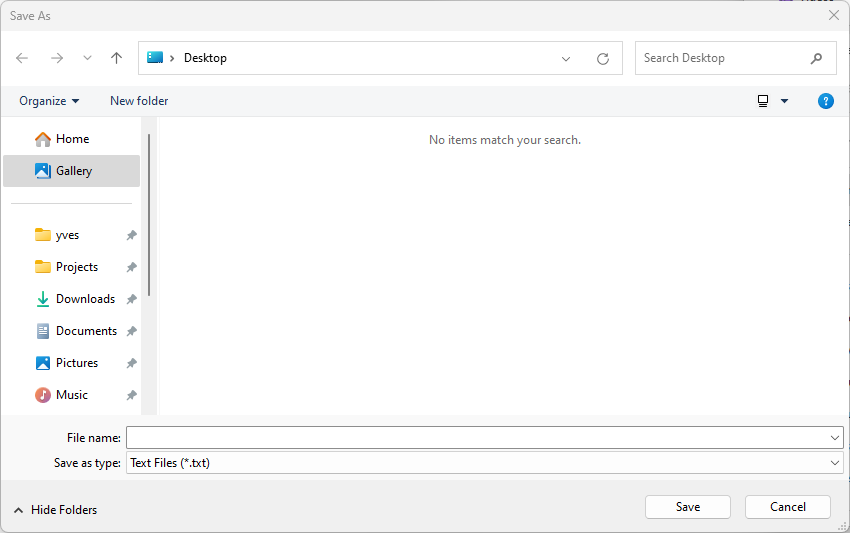 Save As
Desktop
Search Desktop
Organize
New folder
No items match your search.
Home
Gallery
yves
Projects
Downloads
Documents
Pictures
Music
File name:
Save as type: Text Files (*.txt)
Hide Folders
Save
Cancel